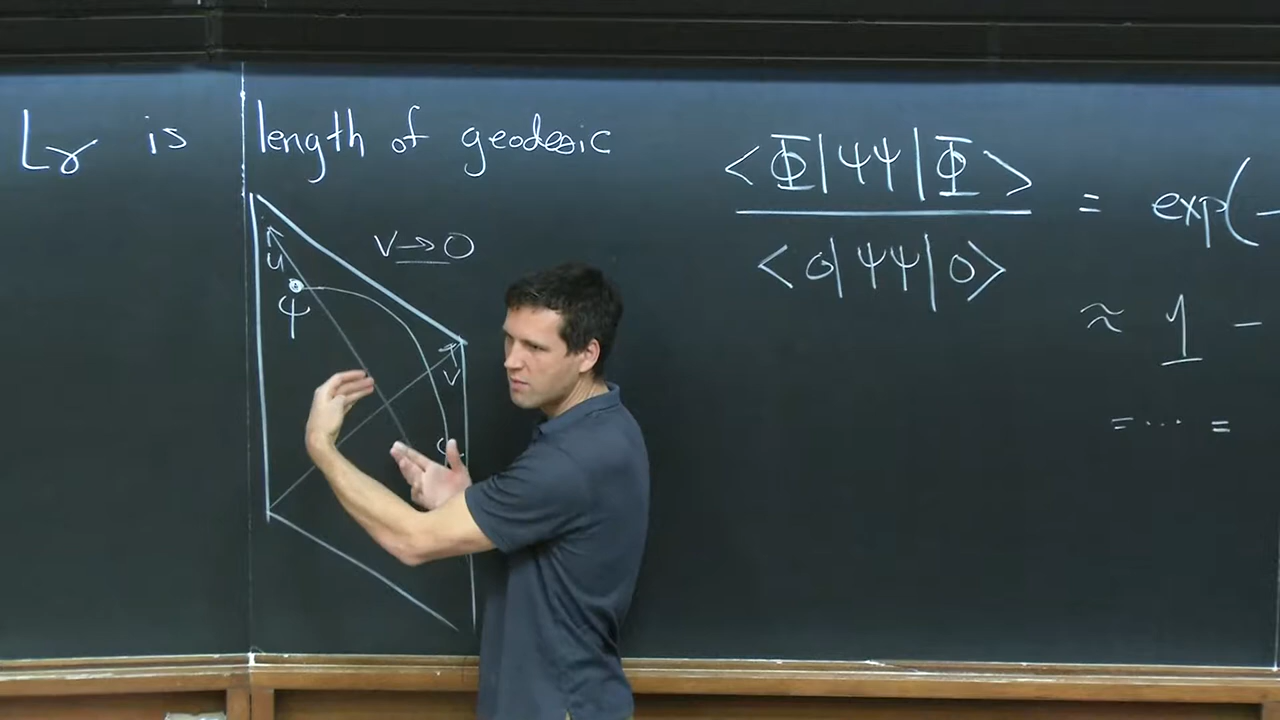 Lγ is length of geodesic
<Φ|ψψ|Φ>
<0|ψψ|0>
= exp(-
≈ 1 -
= ... =
v→0
u
ψ
v